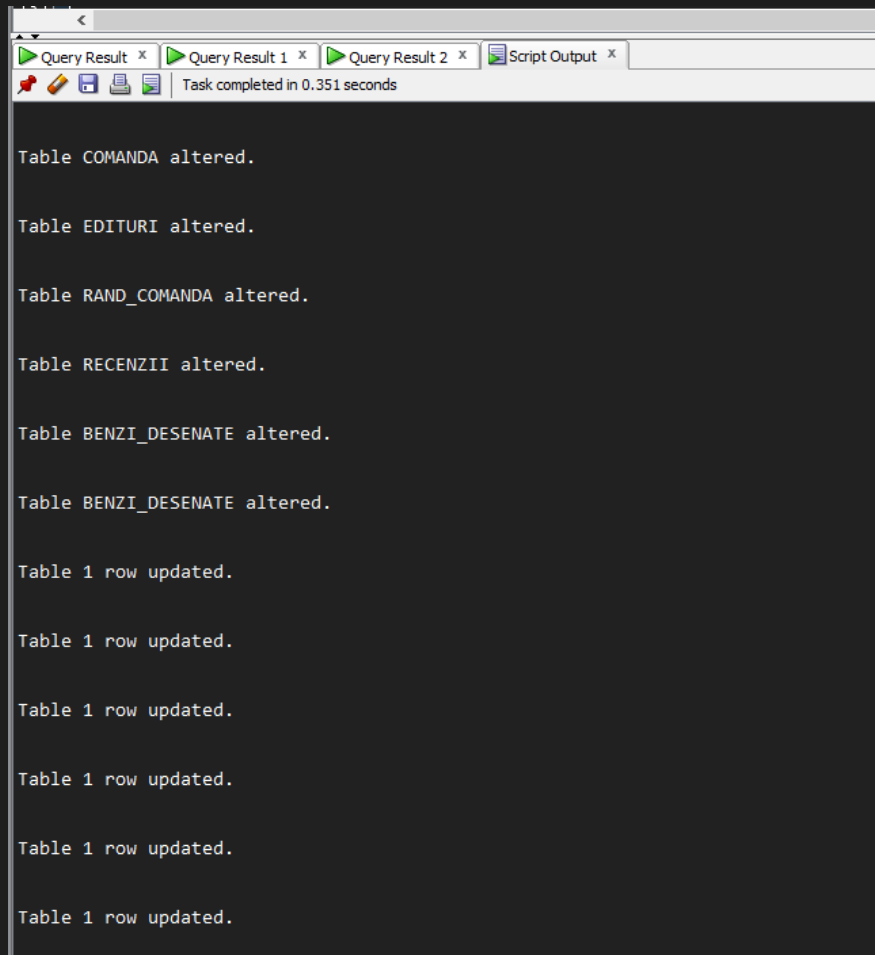 Query Result x Query Result 1 x Query Result 2 x Script Output x
Task completed in 0.351 seconds
Table COMANDA altered.
Table EDITURI altered.
Table RAND_COMANDA altered.
Table RECENZII altered.
Table BENZI_DESENATE altered.
Table BENZI_DESENATE altered.
Table 1 row updated.
Table 1 row updated.
Table 1 row updated.
Table 1 row updated.
Table 1 row updated.
Table 1 row updated.